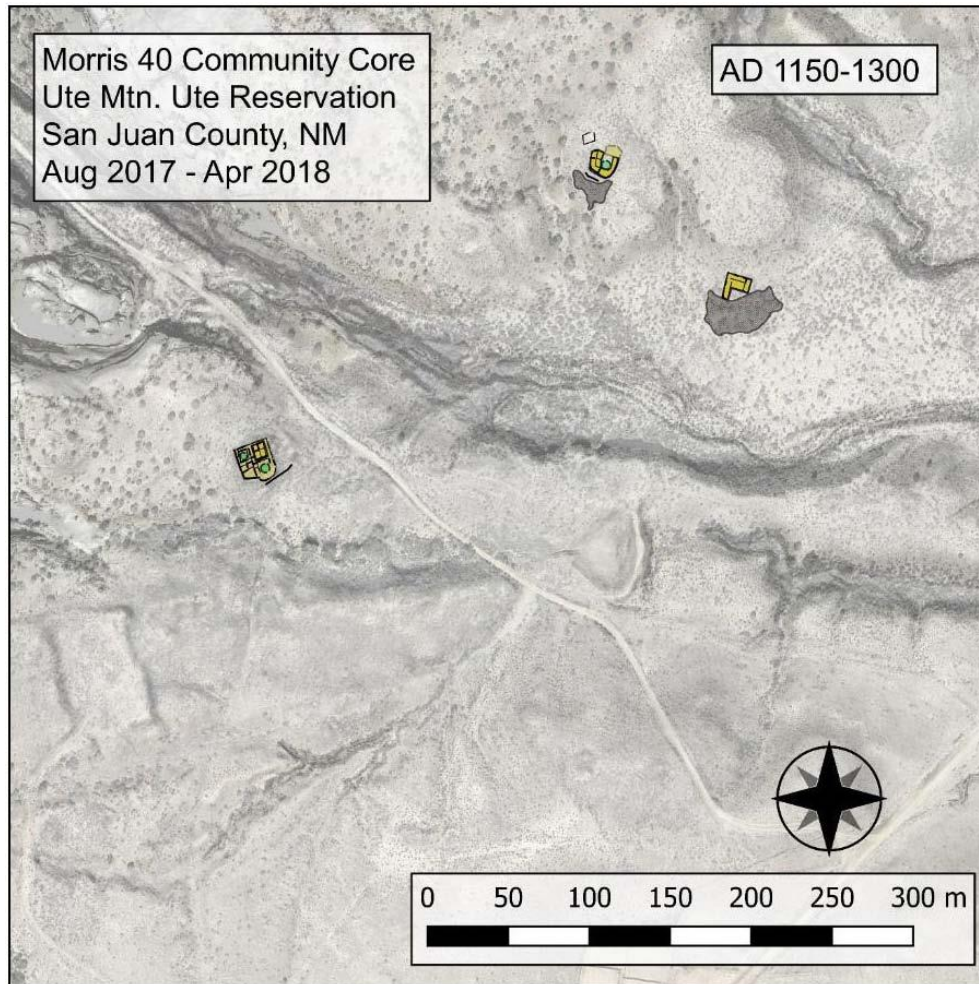 Morris 40 Community Core
Ute Mtn. Ute Reservation
San Juan County, NM
Aug 2017 - Apr 2018
AD 1150-1300
0 50 100 150 200 250 300 m